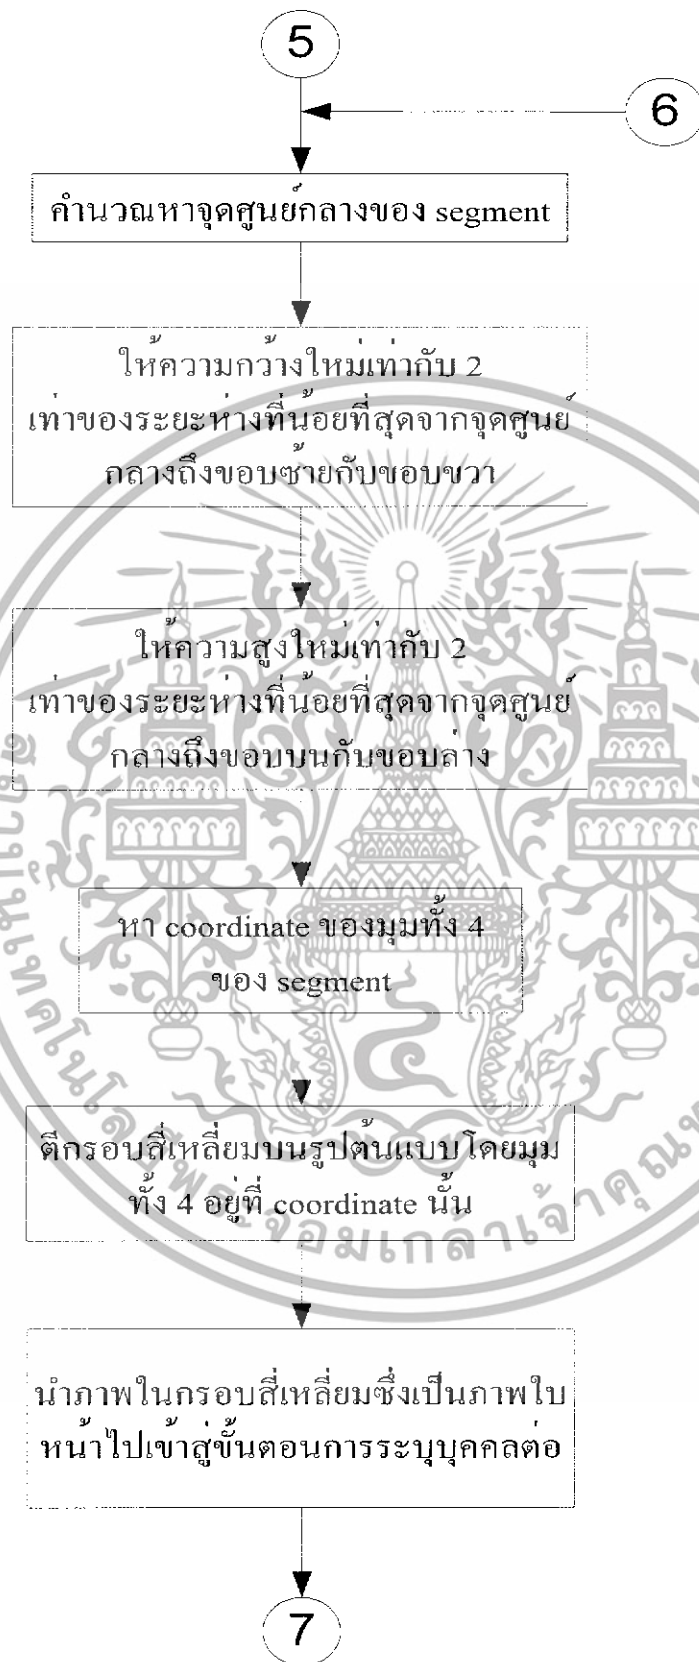 5
6
คำนวณหาจุดศูนย์กลางของ segment
ให้ความกว้างใหม่เท่ากับ 2
เท่าของระยะห่างที่น้อยที่สุดจากจุดศูนย์
กลางถึงขอบซ้ายกับขอบขวา
ให้ความสูงใหม่เท่ากับ 2
เท่าของระยะห่างที่น้อยที่สุดจากจุดศูนย์
กลางถึงขอบบนกับขอบล่าง
หา coordinate ของมุมทั้ง 4
ของ segment
ตีกรอบสี่เหลี่ยมบนรูปต้นแบบโดยมุม
ทั้ง 4 อยู่ที่ coordinate นั้น
นำภาพในกรอบสี่เหลี่ยมซึ่งเป็นภาพใบ
หน้าไปเข้าสู่ขั้นตอนการระบุบุคคลต่อ
7